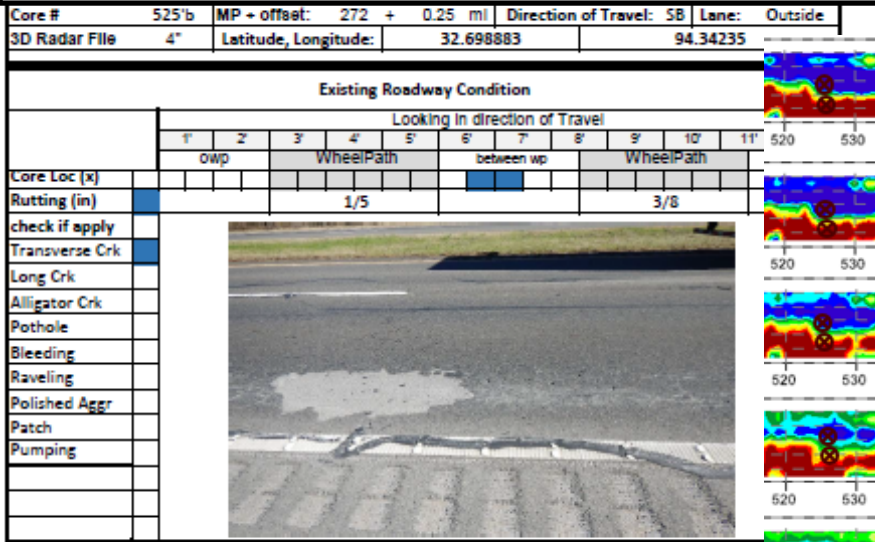 Core # 525'b MP + offset: 272 + 0.25 mi Direction of Travel: SB Lane: Outside
3D Radar File 4" Latitude, Longitude: 32.698883 94.34235
Existing Roadway Condition
Looking in direction of Travel
1' 2' 3' 4' 5' 6' 7' 8' 9' 10' 11'
owp WheelPath between wp WheelPath
Core Loc (x)
Rutting (in) 1/5 3/8
check if apply
Transverse Crk
Long Crk
Alligator Crk
Pothole
Bleeding
Raveling
Polished Aggr
Patch
Pumping
520 530
520 530
520 530
520 530